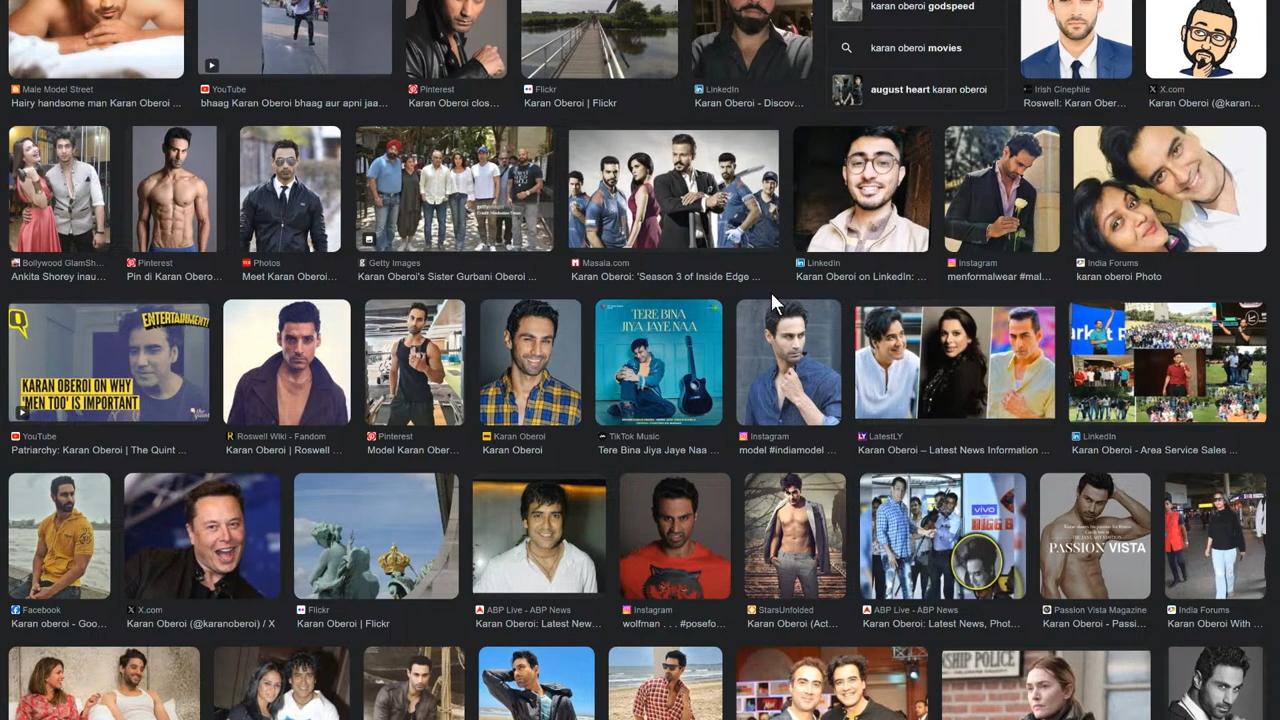 karan oberoi godspeed
karan oberoi movies
august heart karan oberoi
Male Model Street
Hairy handsome man Karan Oberoi ...
YouTube
bhaag Karan Oberoi bhaag aur apni jaa...
Pinterest
Karan Oberoi clos...
Flickr
Karan Oberoi | Flickr
LinkedIn
Karan Oberoi - Discov...
Irish Cinephile
Roswell: Karan Ober...
X.com
Karan Oberoi (@karan...
Bollywood GlamSh...
Ankita Shorey inau...
Pinterest
Pin di Karan Obero...
Photos
Meet Karan Oberoi...
gettyimages
Credit: Hindustan Times
Getty Images
Karan Oberoi's Sister Gurbani Oberoi ...
Masala.com
Karan Oberoi: 'Season 3 of Inside Edge ...
LinkedIn
Karan Oberoi on LinkedIn: ...
Instagram
menformalwear #mal...
India Forums
karan Oberoi Photo
Q
ENTERTAINMENT!
KARAN OBEROI ON WHY
'MEN TOO' IS IMPORTANT
the quint
YouTube
Patriarchy: Karan Oberoi | The Quint ...
Roswell Wiki - Fandom
Karan Oberoi | Roswell ...
Pinterest
Model Karan Ober...
Karan Oberoi
Karan Oberoi
TERE BINA
JIYA JAYE NAA
TikTok Music
Tere Bina Jiya Jaye Naa ...
Instagram
model #indiamodel ...
LatestLY
Karan Oberoi – Latest News Information ...
arket P
LinkedIn
Karan Oberoi - Area Service Sales ...
Facebook
Karan oberoi - Goo...
X.com
Karan Oberoi (@karanoberoi) / X
Flickr
Karan Oberoi | Flickr
ABP Live - ABP News
Karan Oberoi: Latest New...
Instagram
wolfman . . . #posefo...
StarsUnfolded
Karan Oberoi (Act...
vivo
BIGG B
ABP Live - ABP News
Karan Oberoi: Latest News, Phot...
PASSION VISTA
Passion Vista Magazine
Karan Oberoi - Passi...
India Forums
Karan Oberoi With ...
SHIP POLICE